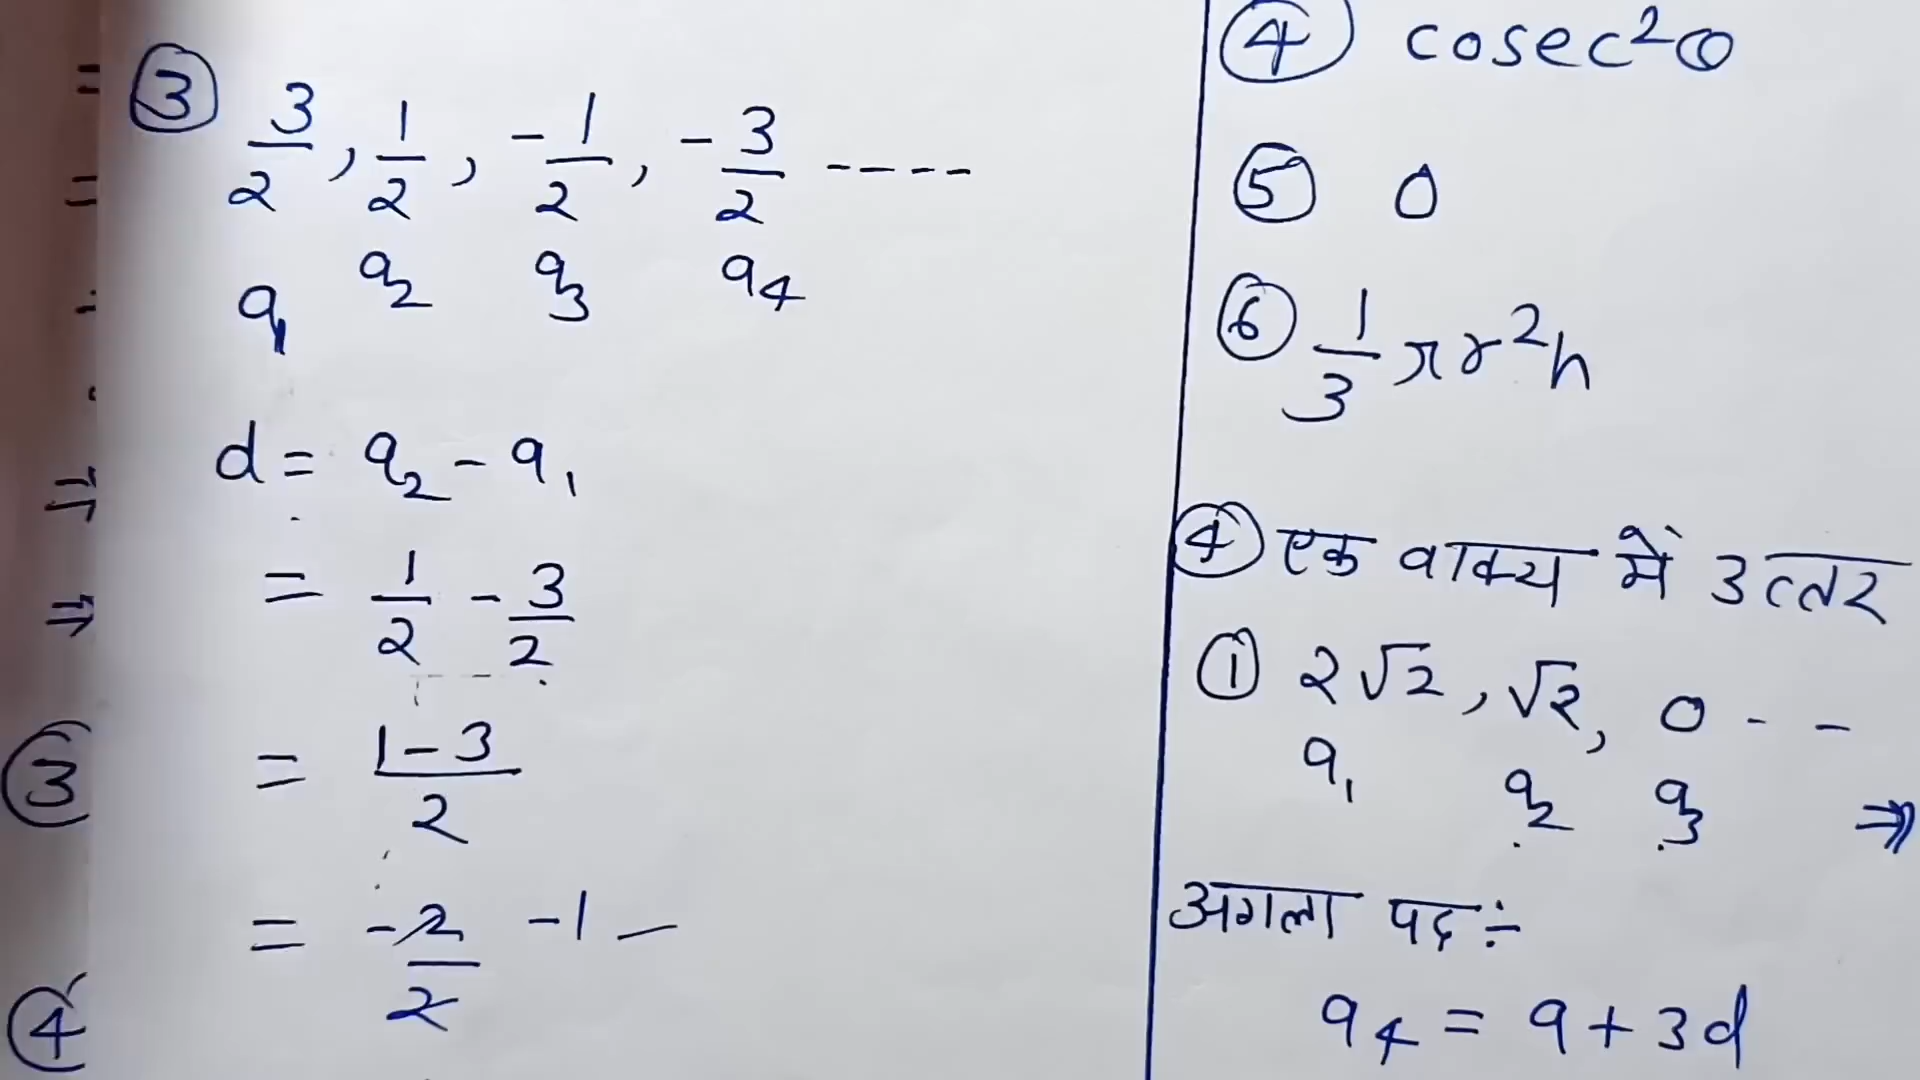 ③ 3/2, 1/2, -1/2, -3/2 ----
a1 a2 a3 a4
d = a2 - a1
= 1/2 - 3/2
= 1-3/2
= -2/2 -1
③
④
④ cosec²θ
⑤ 0
⑥ 1/3 πr²h
④ एक वाक्य में उत्तर
① 2√2, √2, 0 - -
a1 a2 a3 ⇒
अगला पद ÷
a4 = a + 3d